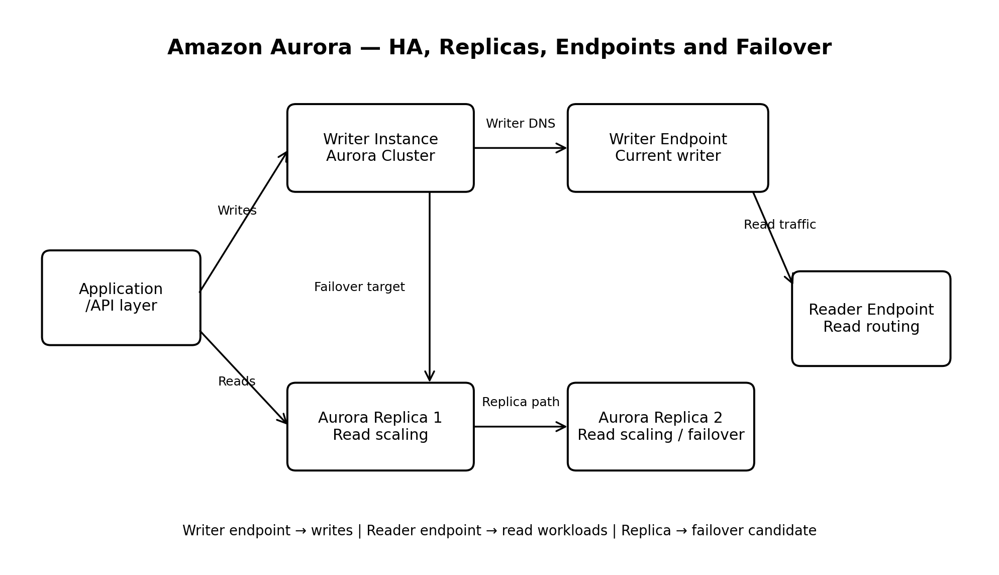 Amazon Aurora — HA, Replicas, Endpoints and Failover
Writer Instance
Aurora Cluster
Writer DNS
Writer Endpoint
Current writer
Writes
Read traffic
Application
/API layer
Failover target
Reader Endpoint
Read routing
Reads
Aurora Replica 1
Read scaling
Replica path
Aurora Replica 2
Read scaling / failover
Writer endpoint → writes | Reader endpoint → read workloads | Replica → failover candidate